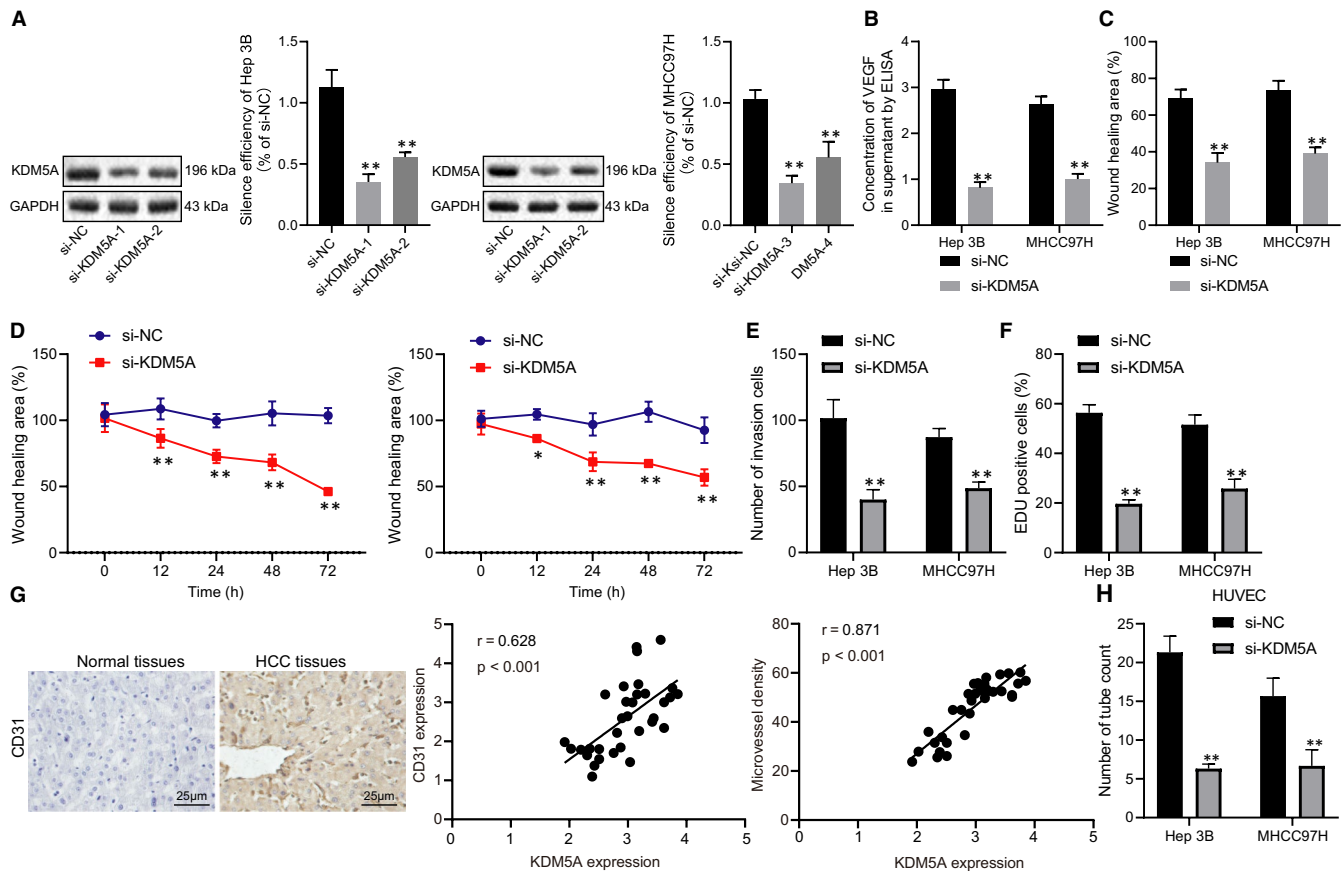 A
KDM5A
196 kDa
GAPDH
43 kDa
si-NC
si-KDM5A-1
si-KDM5A-2
Silence efficiency of Hep 3B
(% of si-NC)
1.5
1.0
0.5
0.0
**
**
si-NC
si-KDM5A-1
si-KDM5A-2
KDM5A
196 kDa
GAPDH
43 kDa
si-NC
si-KDM5A-1
si-KDM5A-2
Silence efficiency of MHCC97H
(% of si-NC)
1.5
1.0
0.5
0.0
**
**
si-Ksi-NC
si-KDM5A-3
DM5A-4
B
Concentration of VEGF
in supernatant by ELISA
4
3
2
1
0
**
**
Hep 3B
MHCC97H
si-NC
si-KDM5A
C
Wound healing area (%)
100
80
60
40
20
0
**
**
Hep 3B
MHCC97H
si-NC
si-KDM5A
D
si-NC
si-KDM5A
Wound healing area (%)
150
100
50
0
**
**
**
**
0 12 24 48 72
Time (h)
si-NC
si-KDM5A
Wound healing area (%)
150
100
50
0
*
**
**
**
0 12 24 48 72
Time (h)
E
si-NC
si-KDM5A
Number of invasion cells
150
100
50
0
**
**
Hep 3B
MHCC97H
F
si-NC
si-KDM5A
EDU positive cells (%)
80
60
40
20
0
**
**
Hep 3B
MHCC97H
G
Normal tissues
HCC tissues
CD31
25μm
25μm
CD31 expression
5
4
3
2
1
0
r = 0.628
p < 0.001
0 1 2 3 4 5
KDM5A expression
Microvessel density
80
60
40
20
0
r = 0.871
p < 0.001
0 1 2 3 4 5
KDM5A expression
H
HUVEC
si-NC
si-KDM5A
Number of tube count
25
20
15
10
5
0
**
**
Hep 3B
MHCC97H